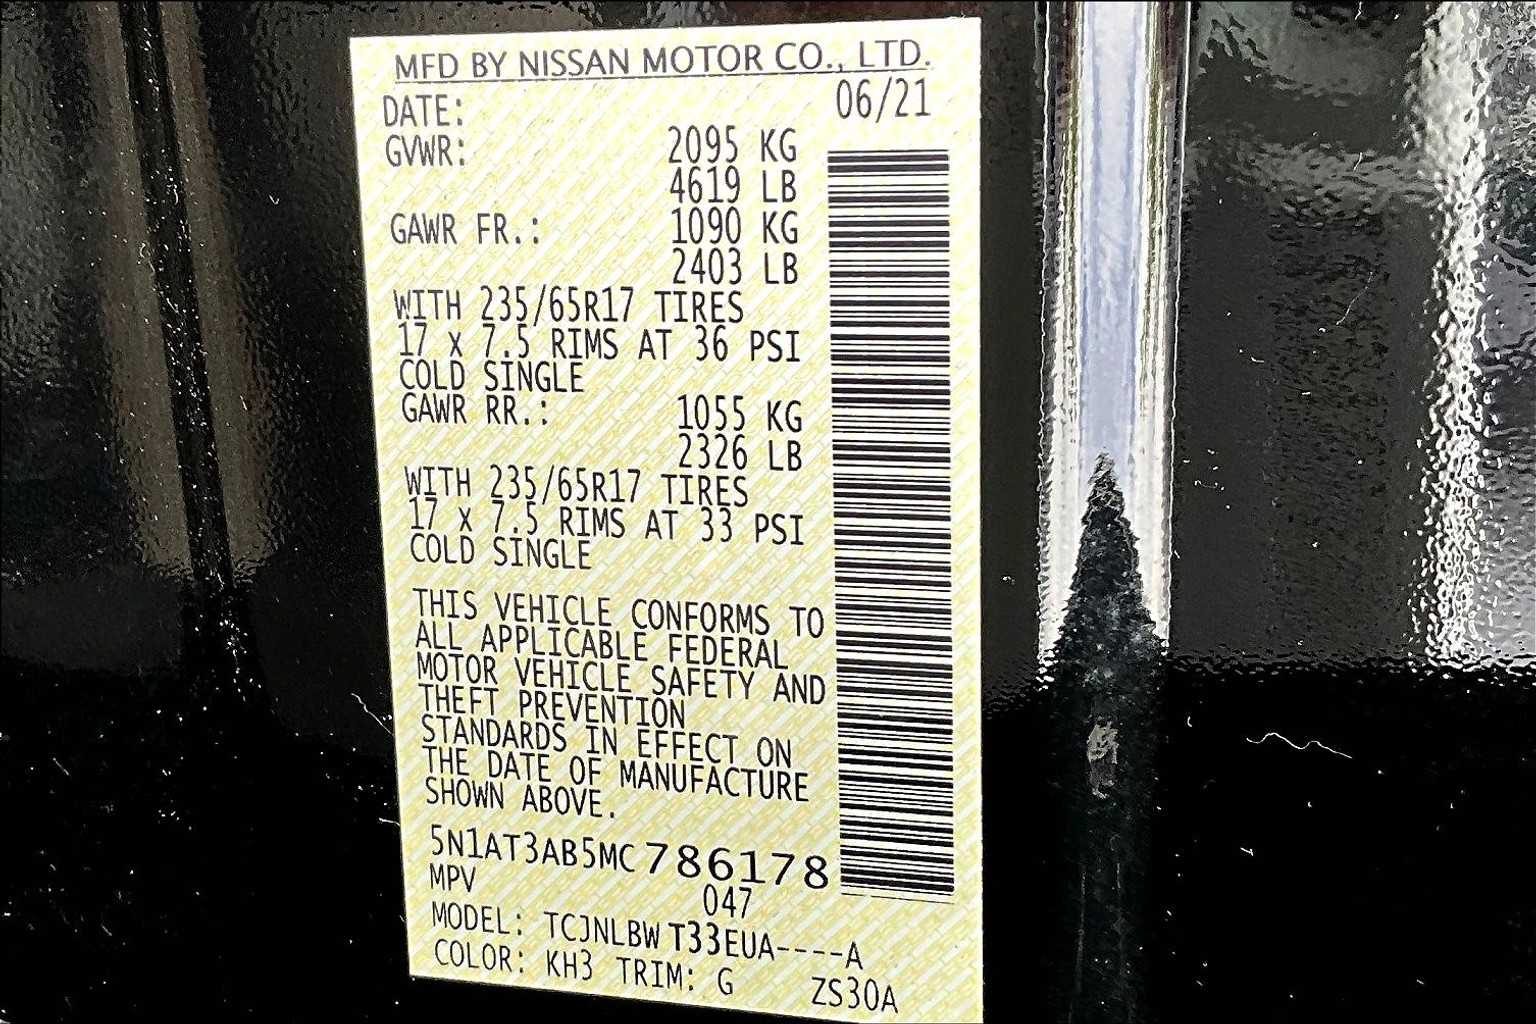 MFD BY NISSAN MOTOR CO., LTD.
DATE: 06/21
GVWR: 2095 KG
4619 LB
GAWR FR.: 1090 KG
2403 LB
WITH 235/65R17 TIRES
17 x 7.5 RIMS AT 36 PSI
COLD SINGLE
GAWR RR.: 1055 KG
2326 LB
WITH 235/65R17 TIRES
17 x 7.5 RIMS AT 33 PSI
COLD SINGLE
THIS VEHICLE CONFORMS TO
ALL APPLICABLE FEDERAL
MOTOR VEHICLE SAFETY AND
THEFT PREVENTION
STANDARDS IN EFFECT ON
THE DATE OF MANUFACTURE
SHOWN ABOVE.
5N1AT3AB5MC786178
MPV 047
MODEL: TCJNLBW T33EUA----A
COLOR: KH3 TRIM: G ZS30A